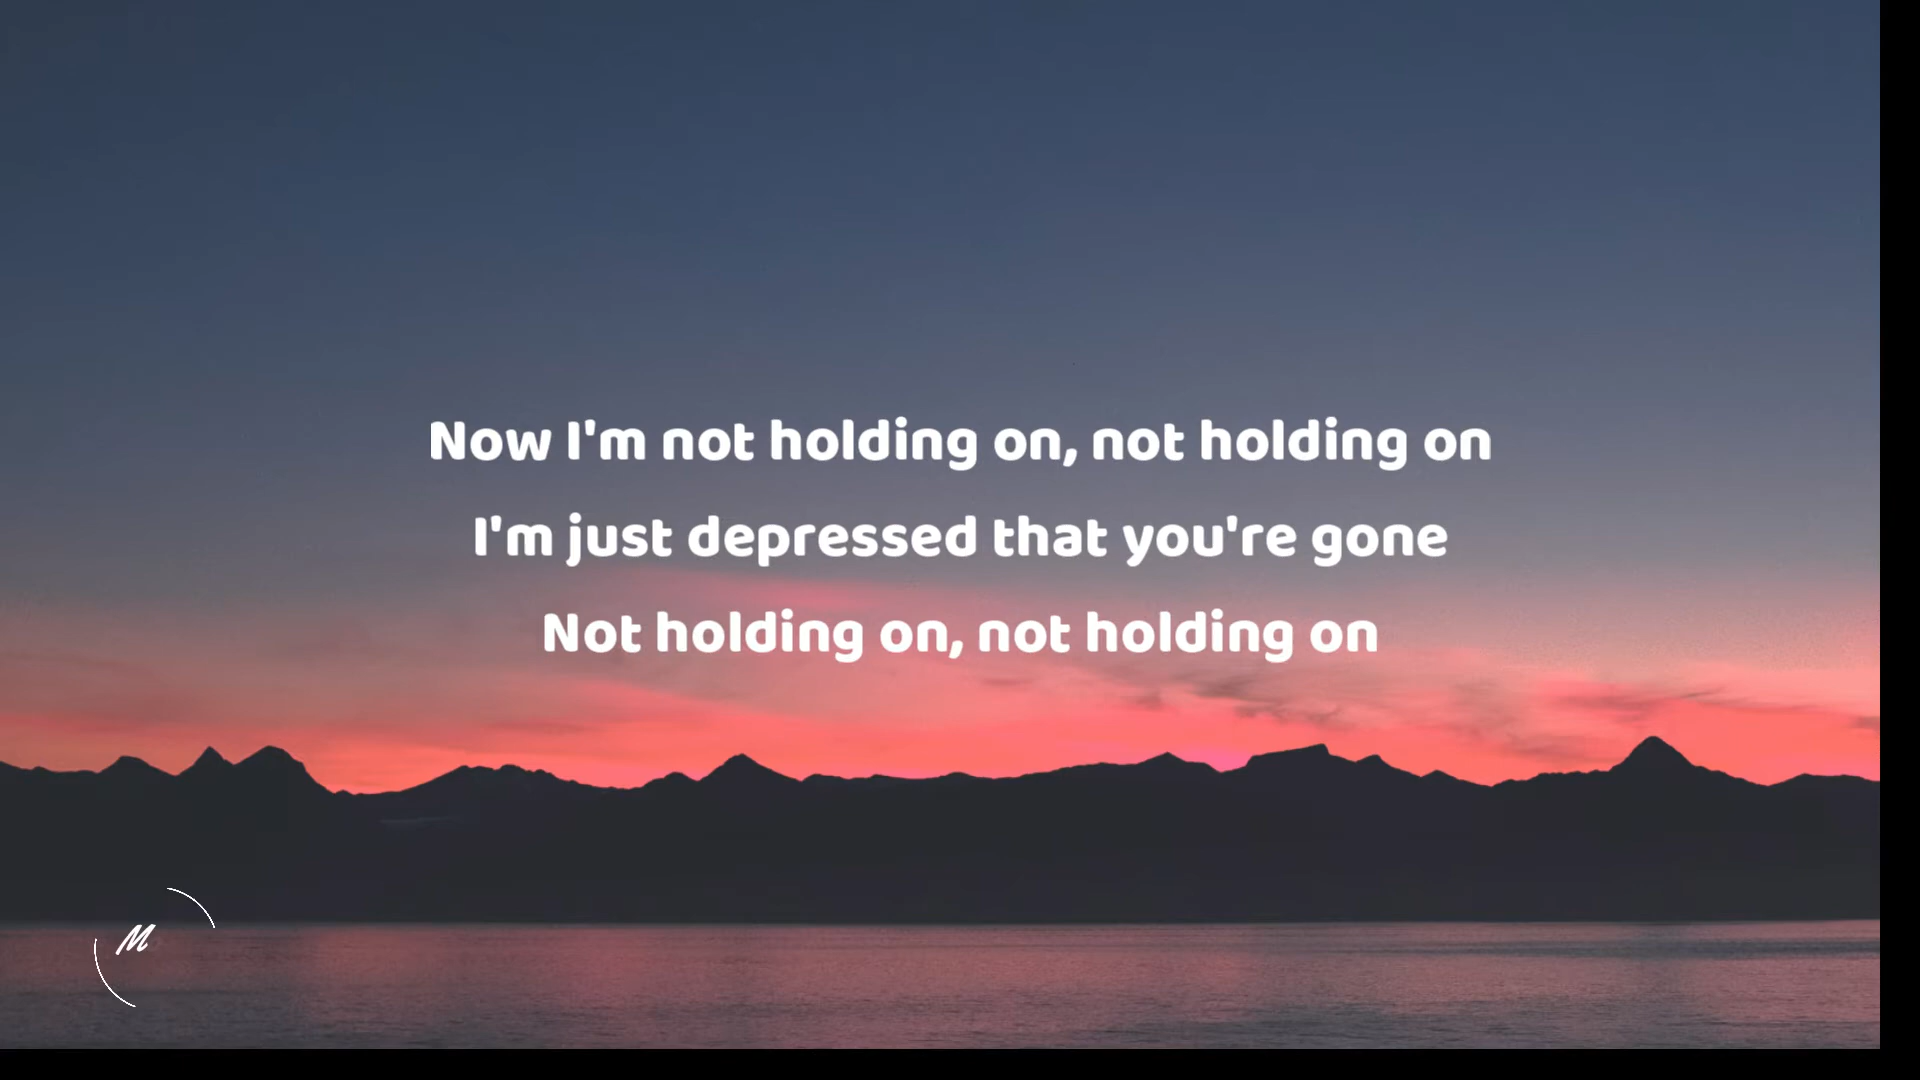 Now I'm not holding on, not holding on
I'm just depressed that you're gone
Not holding on, not holding on
M